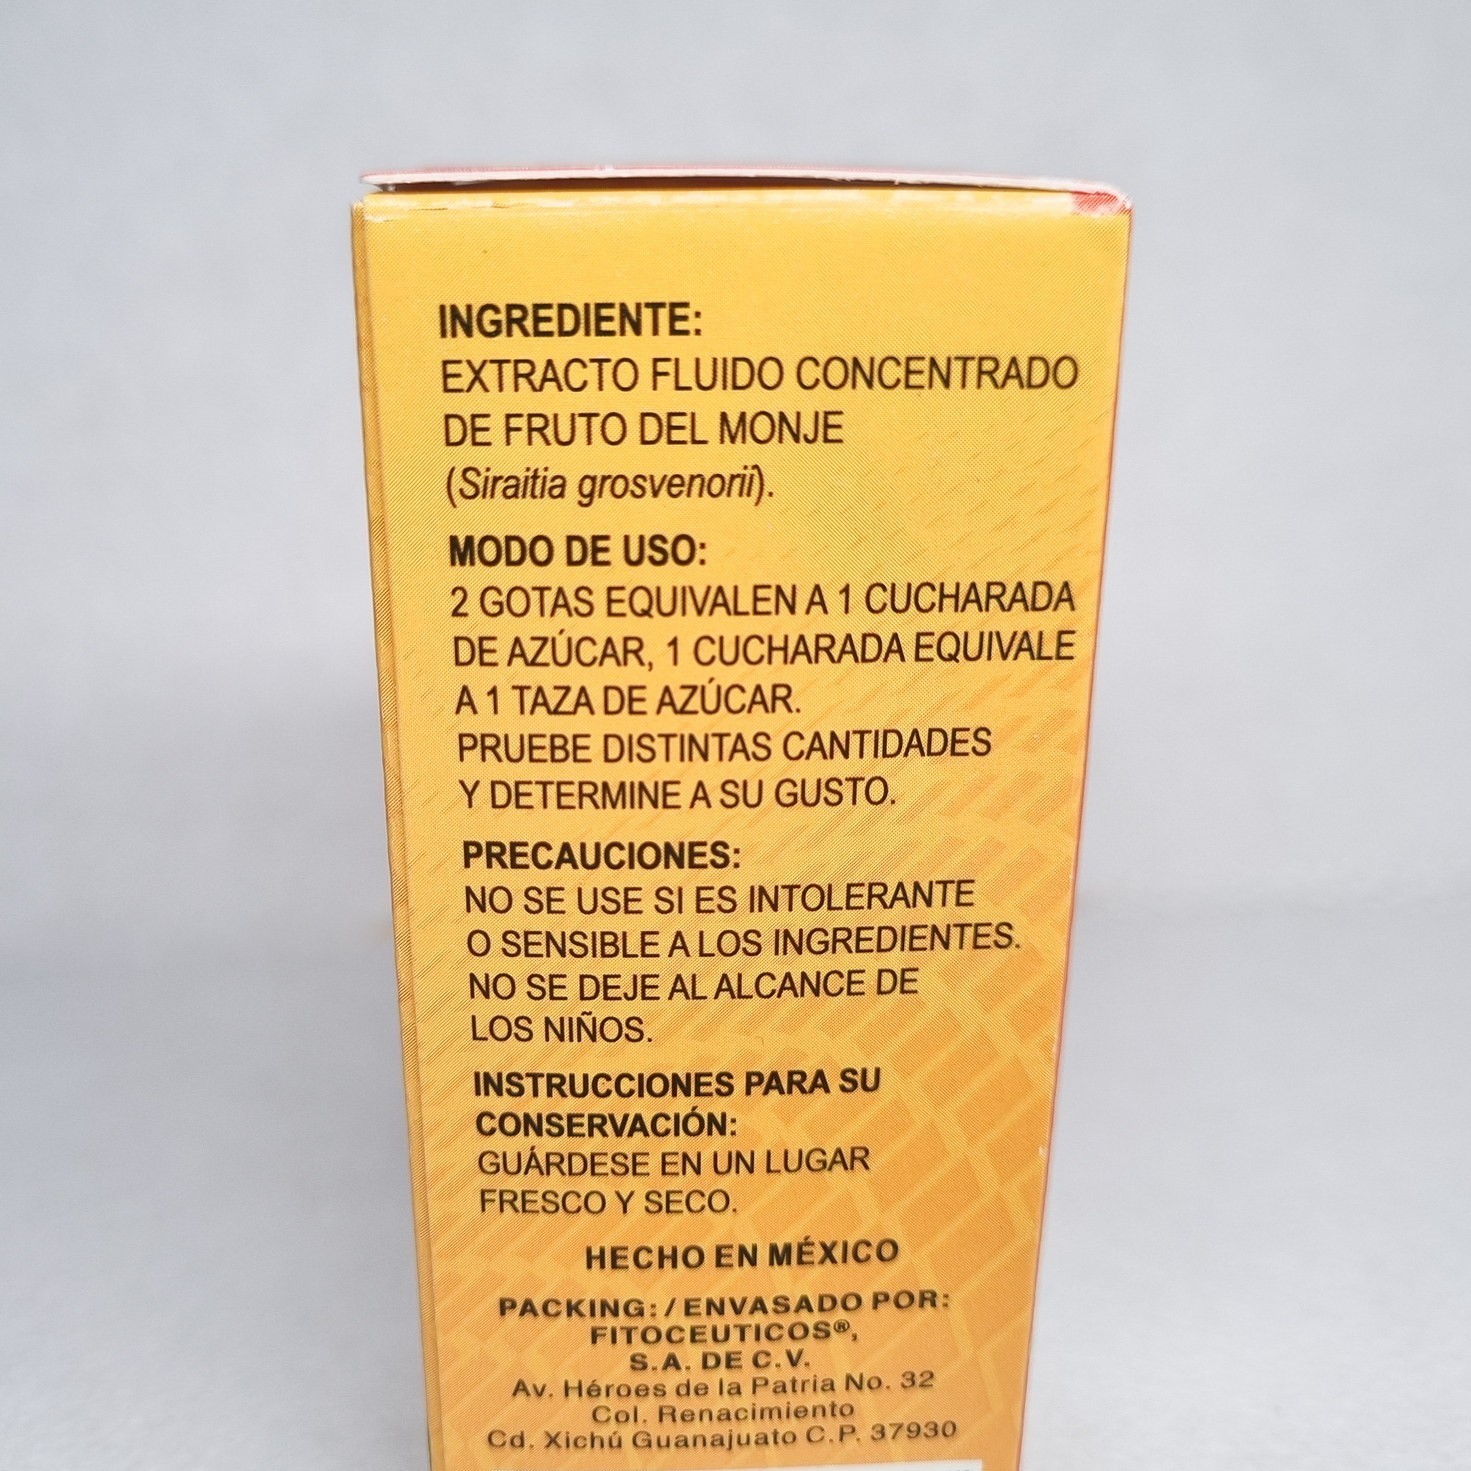 INGREDIENTE:
EXTRACTO FLUIDO CONCENTRADO
DE FRUTO DEL MONJE
(Siraitia grosvenorii).
MODO DE USO:
2 GOTAS EQUIVALEN A 1 CUCHARADA
DE AZÚCAR, 1 CUCHARADA EQUIVALE
A 1 TAZA DE AZÚCAR.
PRUEBE DISTINTAS CANTIDADES
Y DETERMINE A SU GUSTO.
PRECAUCIONES:
NO SE USE SI ES INTOLERANTE
O SENSIBLE A LOS INGREDIENTES.
NO SE DEJE AL ALCANCE DE
LOS NIÑOS.
INSTRUCCIONES PARA SU
CONSERVACIÓN:
GUÁRDESE EN UN LUGAR
FRESCO Y SECO.
HECHO EN MÉXICO
PACKING: / ENVASADO POR:
FITOCEUTICOS®,
S.A. DE C.V.
Av. Héroes de la Patria No. 32
Col. Renacimiento
Cd. Xichú Guanajuato C.P. 37930